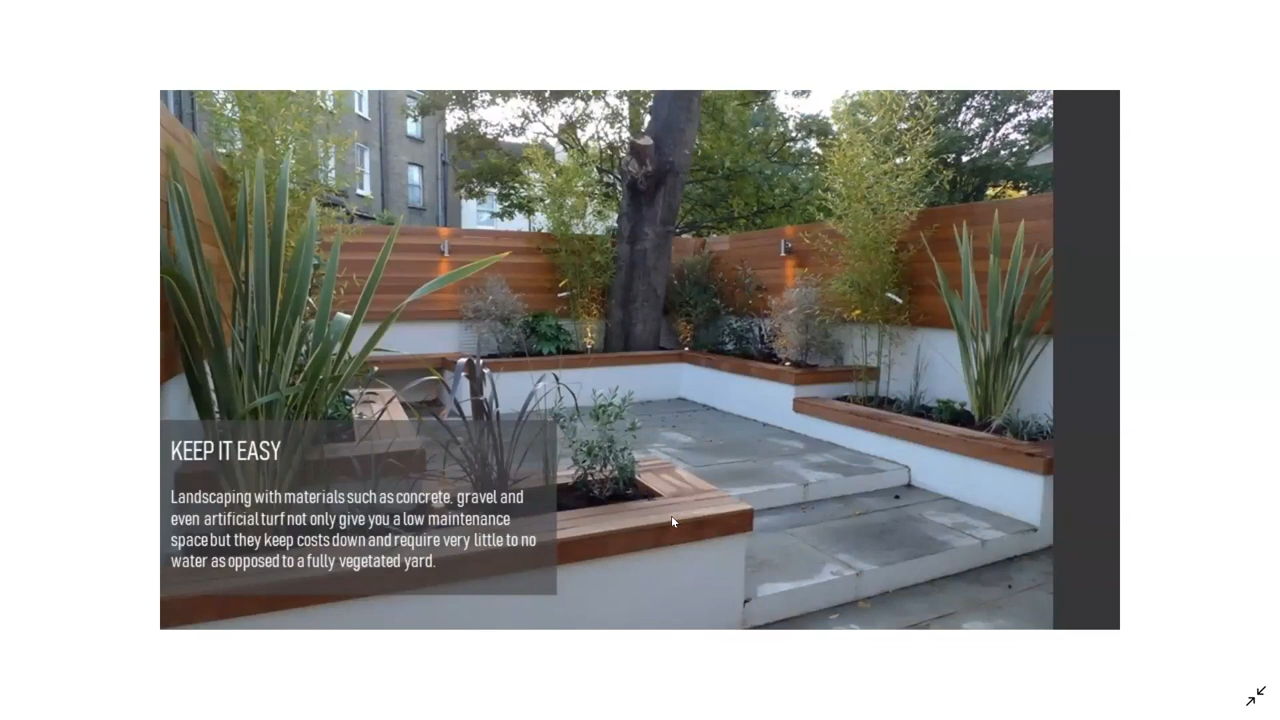 KEEP IT EASY
Landscaping with materials such as concrete, gravel and
even artificial turf not only give you a low maintenance
space but they keep costs down and require very little to no
water as opposed to a fully vegetated yard.